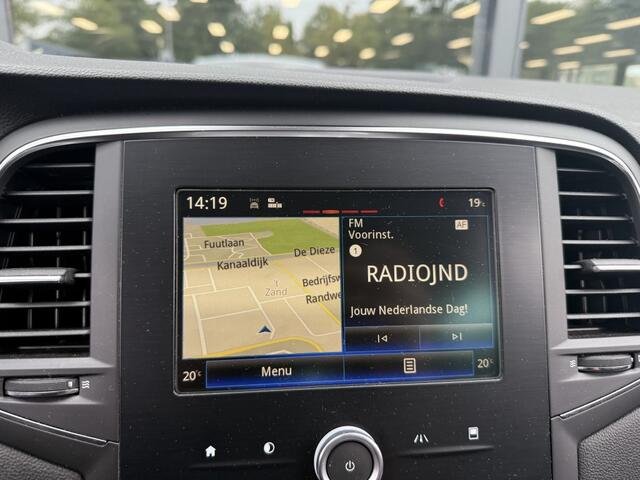 14:19
19°C
Fuutlaan
De Dieze
Kanaaldijk
't
Zand
Bedrijfsw
Randwe
FM
AF
Voorinst.
1
RADIOJND
Jouw Nederlandse Dag!
20°C
Menu
20°C